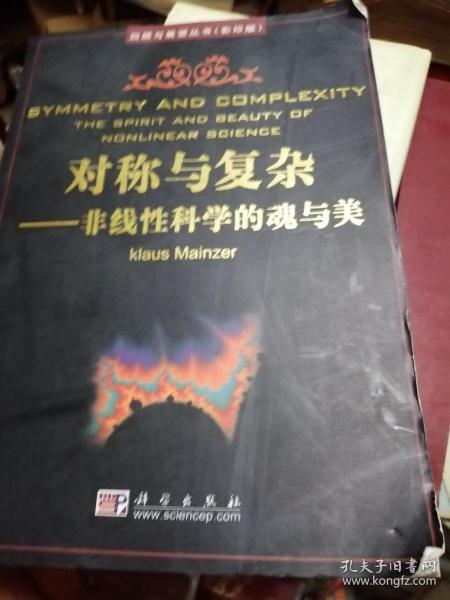 回顾与展望丛书(影印版)
SYMMETRY AND COMPLEXITY
THE SPIRIT AND BEAUTY OF
NONLINEAR SCIENCE
对称与复杂
——非线性科学的魂与美
klaus Mainzer
科学出版社
www.sciencep.com
孔夫子旧书网
www.kongfz.com